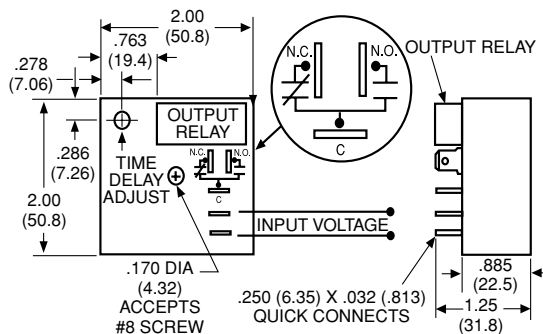 2.00
(50.8)
.763
(19.4)
.278
(7.06)
N.C.
N.O.
C
OUTPUT RELAY
OUTPUT
RELAY
.286
(7.26)
TIME
DELAY
ADJUST
N.C.
N.O.
C
2.00
(50.8)
INPUT VOLTAGE
.170 DIA
(4.32)
ACCEPTS
#8 SCREW
.250 (6.35) X .032 (.813)
QUICK CONNECTS
.885
(22.5)
1.25
(31.8)